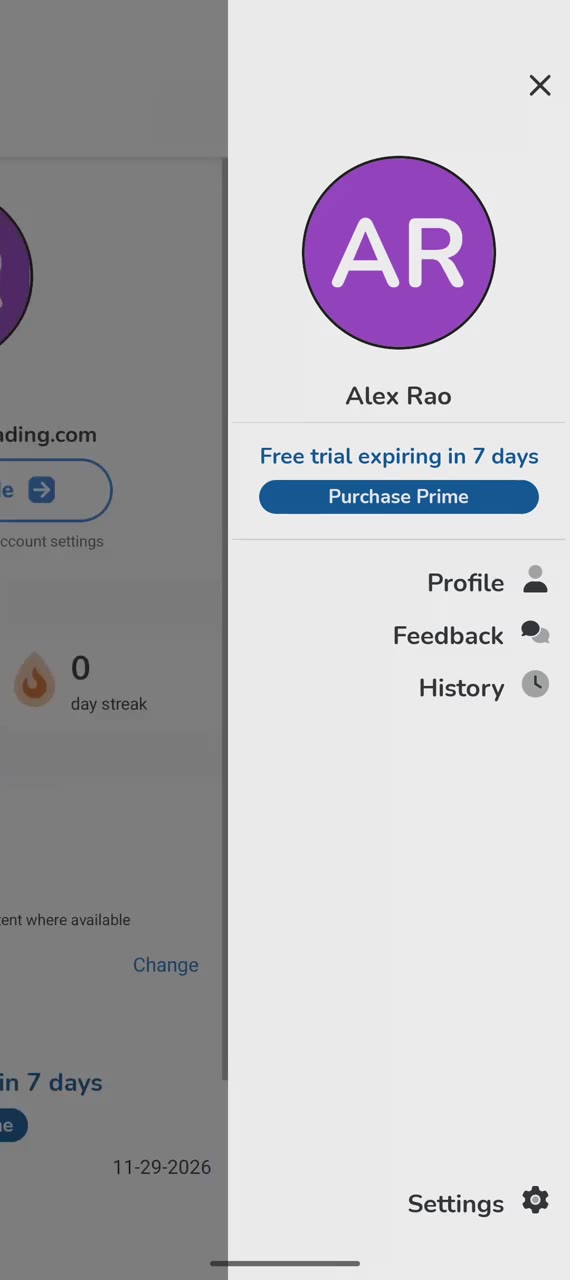 AR
Alex Rao
Free trial expiring in 7 days
Purchase Prime
Profile
Feedback
History
Settings
0
day streak
Change
in 7 days
11-29-2026
ading.com
ccount settings
where available